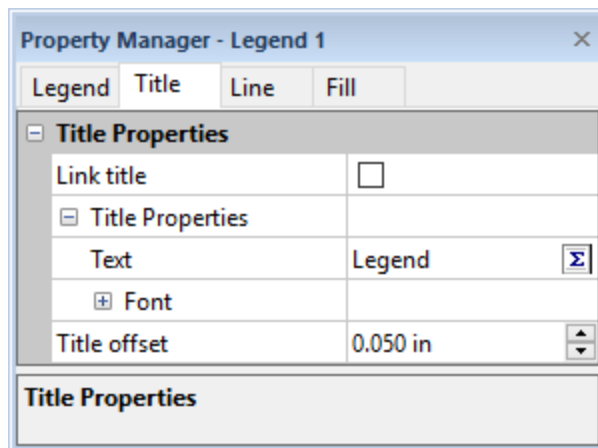 Property Manager - Legend 1
Legend Title Line Fill
Title Properties
Link title
Title Properties
Text Legend Σ
Font
Title offset 0.050 in
Title Properties